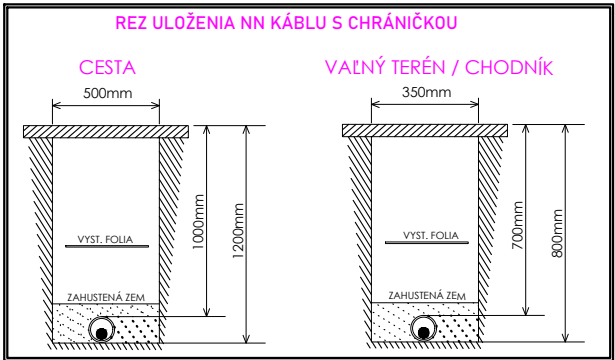 REZ ULOŽENIA NN KÁBLU S CHRÁNIČKOU
CESTA
500mm
VYST. FOLIA
ZAHUSTENÁ ZEM
1000mm
1200mm
VAĽNÝ TERÉN / CHODNÍK
350mm
VYST. FOLIA
ZAHUSTENÁ ZEM
700mm
800mm